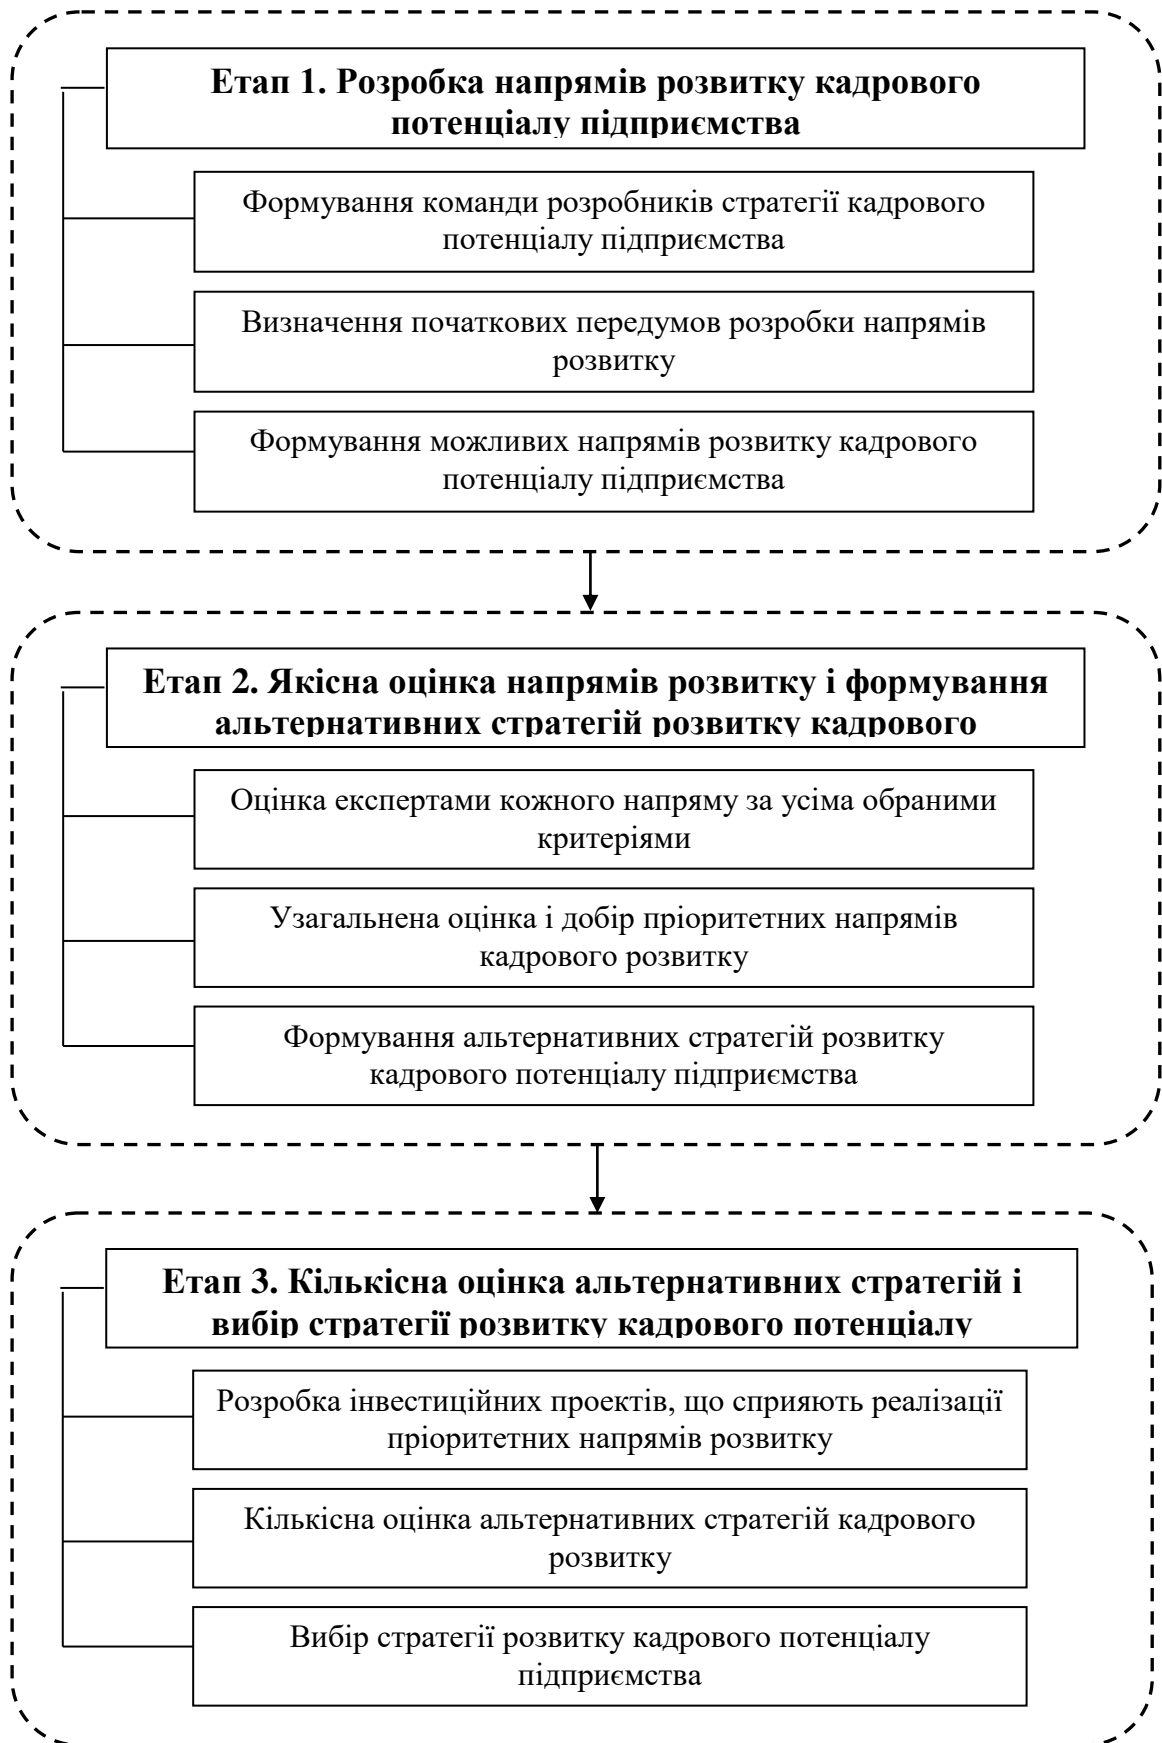 Етап 1. Розробка напрямів розвитку кадрового
потенціалу підприємства
Формування команди розробників стратегії кадрового
потенціалу підприємства
Визначення початкових передумов розробки напрямів
розвитку
Формування можливих напрямів розвитку кадрового
потенціалу підприємства
Етап 2. Якісна оцінка напрямів розвитку і формування
альтернативних стратегій розвитку кадрового
Оцінка експертами кожного напряму за усіма обраними
критеріями
Узагальнена оцінка і добір пріоритетних напрямів
кадрового розвитку
Формування альтернативних стратегій розвитку
кадрового потенціалу підприємства
Етап 3. Кількісна оцінка альтернативних стратегій і
вибір стратегії розвитку кадрового потенціалу
Розробка інвестиційних проектів, що сприяють реалізації
пріоритетних напрямів розвитку
Кількісна оцінка альтернативних стратегій кадрового
розвитку
Вибір стратегії розвитку кадрового потенціалу
підприємства